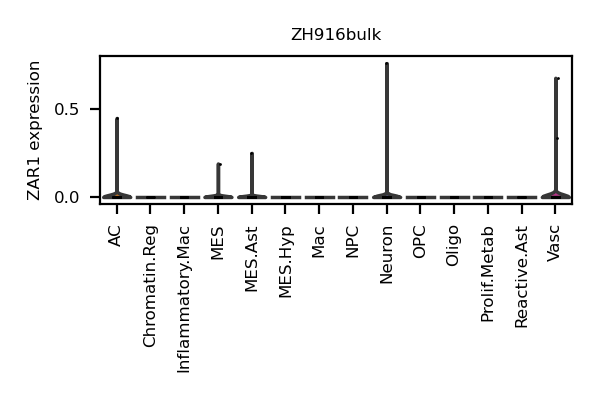 ZH916bulk
ZAR1 expression
0.5
0.0
AC
Chromatin.Reg
Inflammatory.Mac
MES
MES.Ast
MES.Hyp
Mac
NPC
Neuron
OPC
Oligo
Prolif.Metab
Reactive.Ast
Vasc